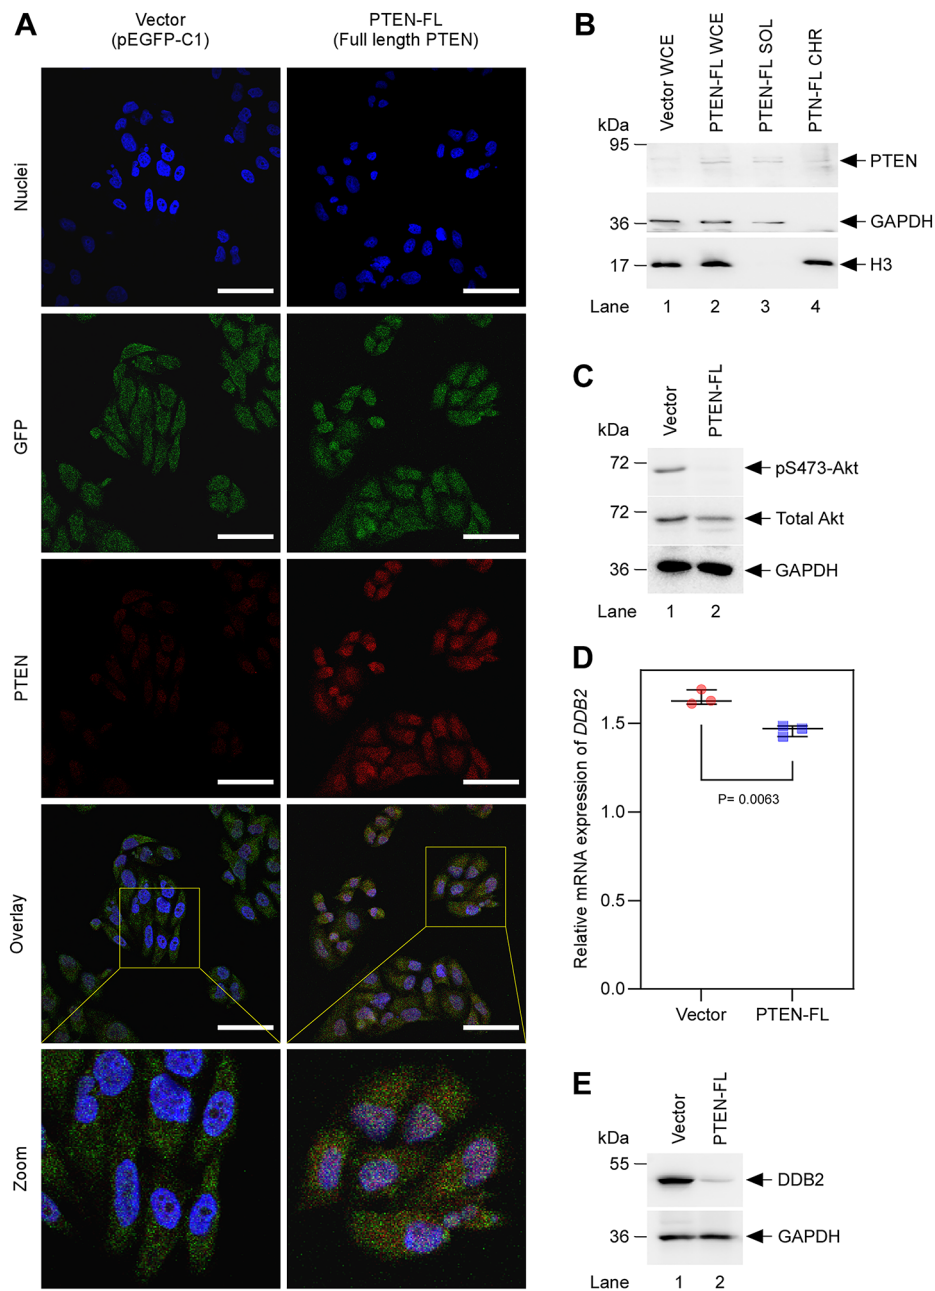 A
Vector
(pEGFP-C1)
PTEN-FL
(Full length PTEN)
Nuclei
GFP
PTEN
Overlay
Zoom
B
Vector WCE
PTEN-FL WCE
PTEN-FL SOL
PTN-FL CHR
kDa
95
PTEN
36
GAPDH
17
H3
Lane 1 2 3 4
C
Vector
PTEN-FL
kDa
72
pS473-Akt
72
Total Akt
36
GAPDH
Lane 1 2
D
Relative mRNA expression of DDB2
1.5
1.0
0.5
0.0
P= 0.0063
Vector PTEN-FL
E
Vector
PTEN-FL
kDa
55
DDB2
36
GAPDH
Lane 1 2